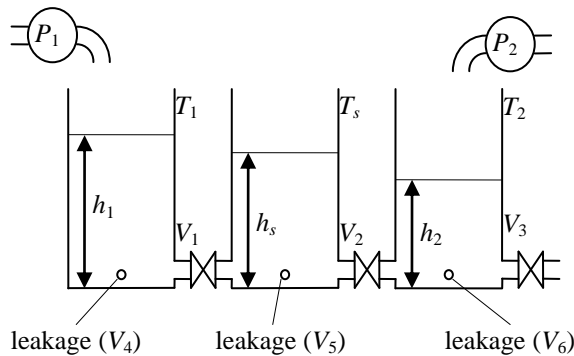 P1 P2
T1 Ts T2
h1 V1 hs V2 h2 V3
leakage (V4) leakage (V5) leakage (V6)